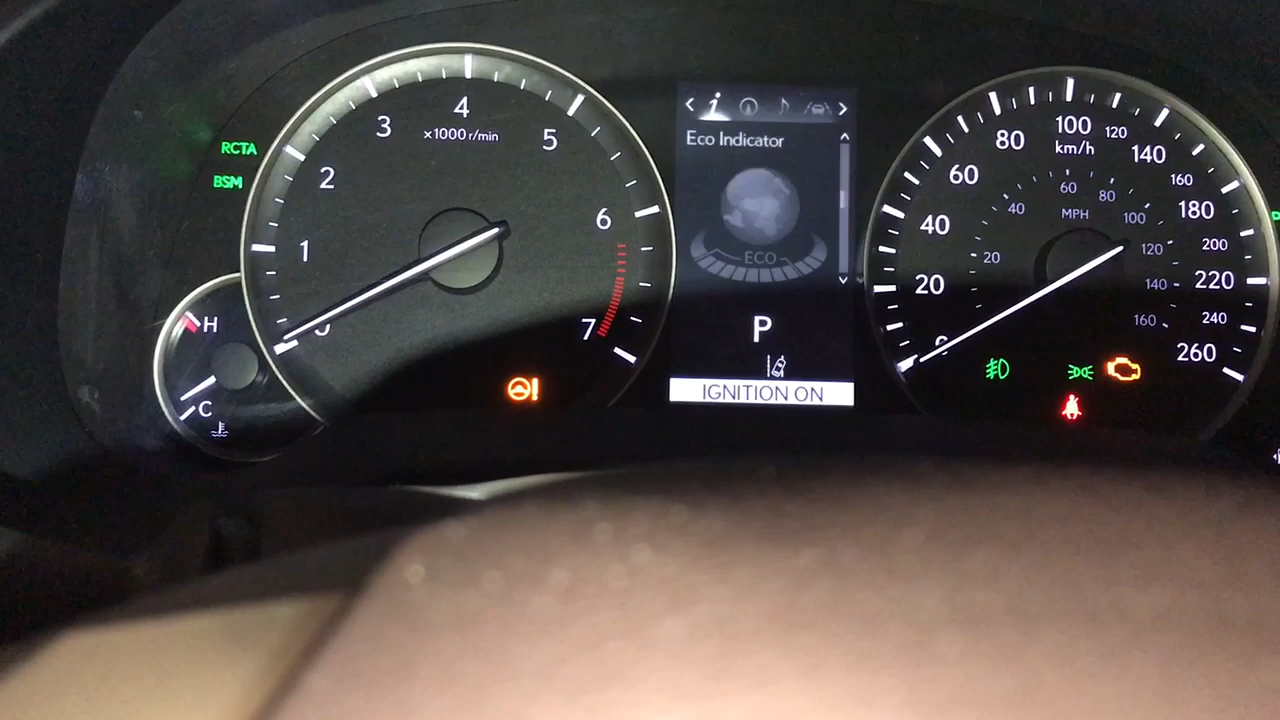 RCTA
BSM
1
2
3
4
5
6
7
x1000 r/min
H
C
Eco Indicator
ECO
P
IGNITION ON
20
40
60
80
100
120
140
160
180
200
220
240
260
km/h
20
40
60
80
100
120
140
160
MPH